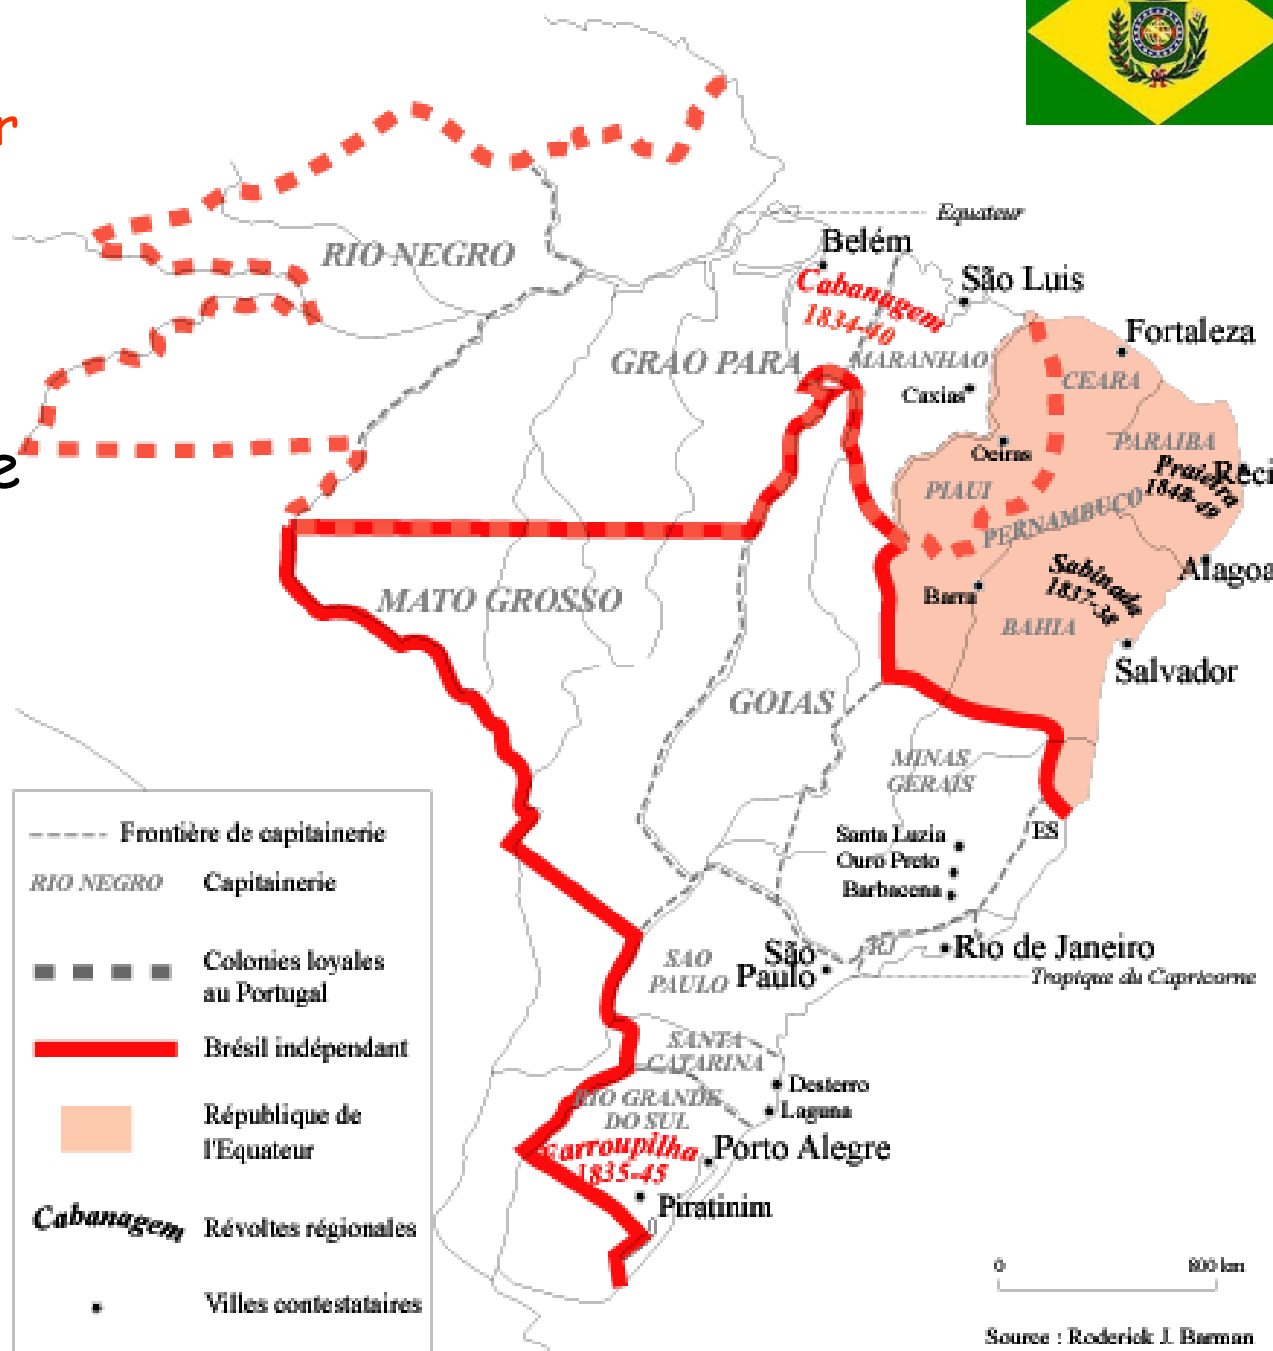 r
e
Equateur
RIO NEGRO
Belém
São Luis
Cabanagem
1834-40
Fortaleza
GRAO PARA
MARANHAO
CEARA
Caxias
PARAIBA
Oeiras
Praieira
1848-49
Reci
PIAUI
PERNAMBUCO
Alagoa
Sabinada
1837-38
Barra
MATO GROSSO
BAHIA
Salvador
GOIAS
MINAS
GERAIS
Santa Luzia
ES
Ouro Preto
Barbacena
RJ
Rio de Janeiro
São
Paulo
SAO
PAULO
Tropique du Capricorne
SANTA
CATARINA
Desterro
Laguna
RIO GRANDE
DO SUL
Farroupilha
1835-45
Porto Alegre
Piratinim
Frontière de capitainerie
RIO NEGRO Capitainerie
Colonies loyales
au Portugal
Brésil indépendant
République de
l'Equateur
Cabanagem Révoltes régionales
Villes contestataires
0 800 km
Source : Roderick J. Barman